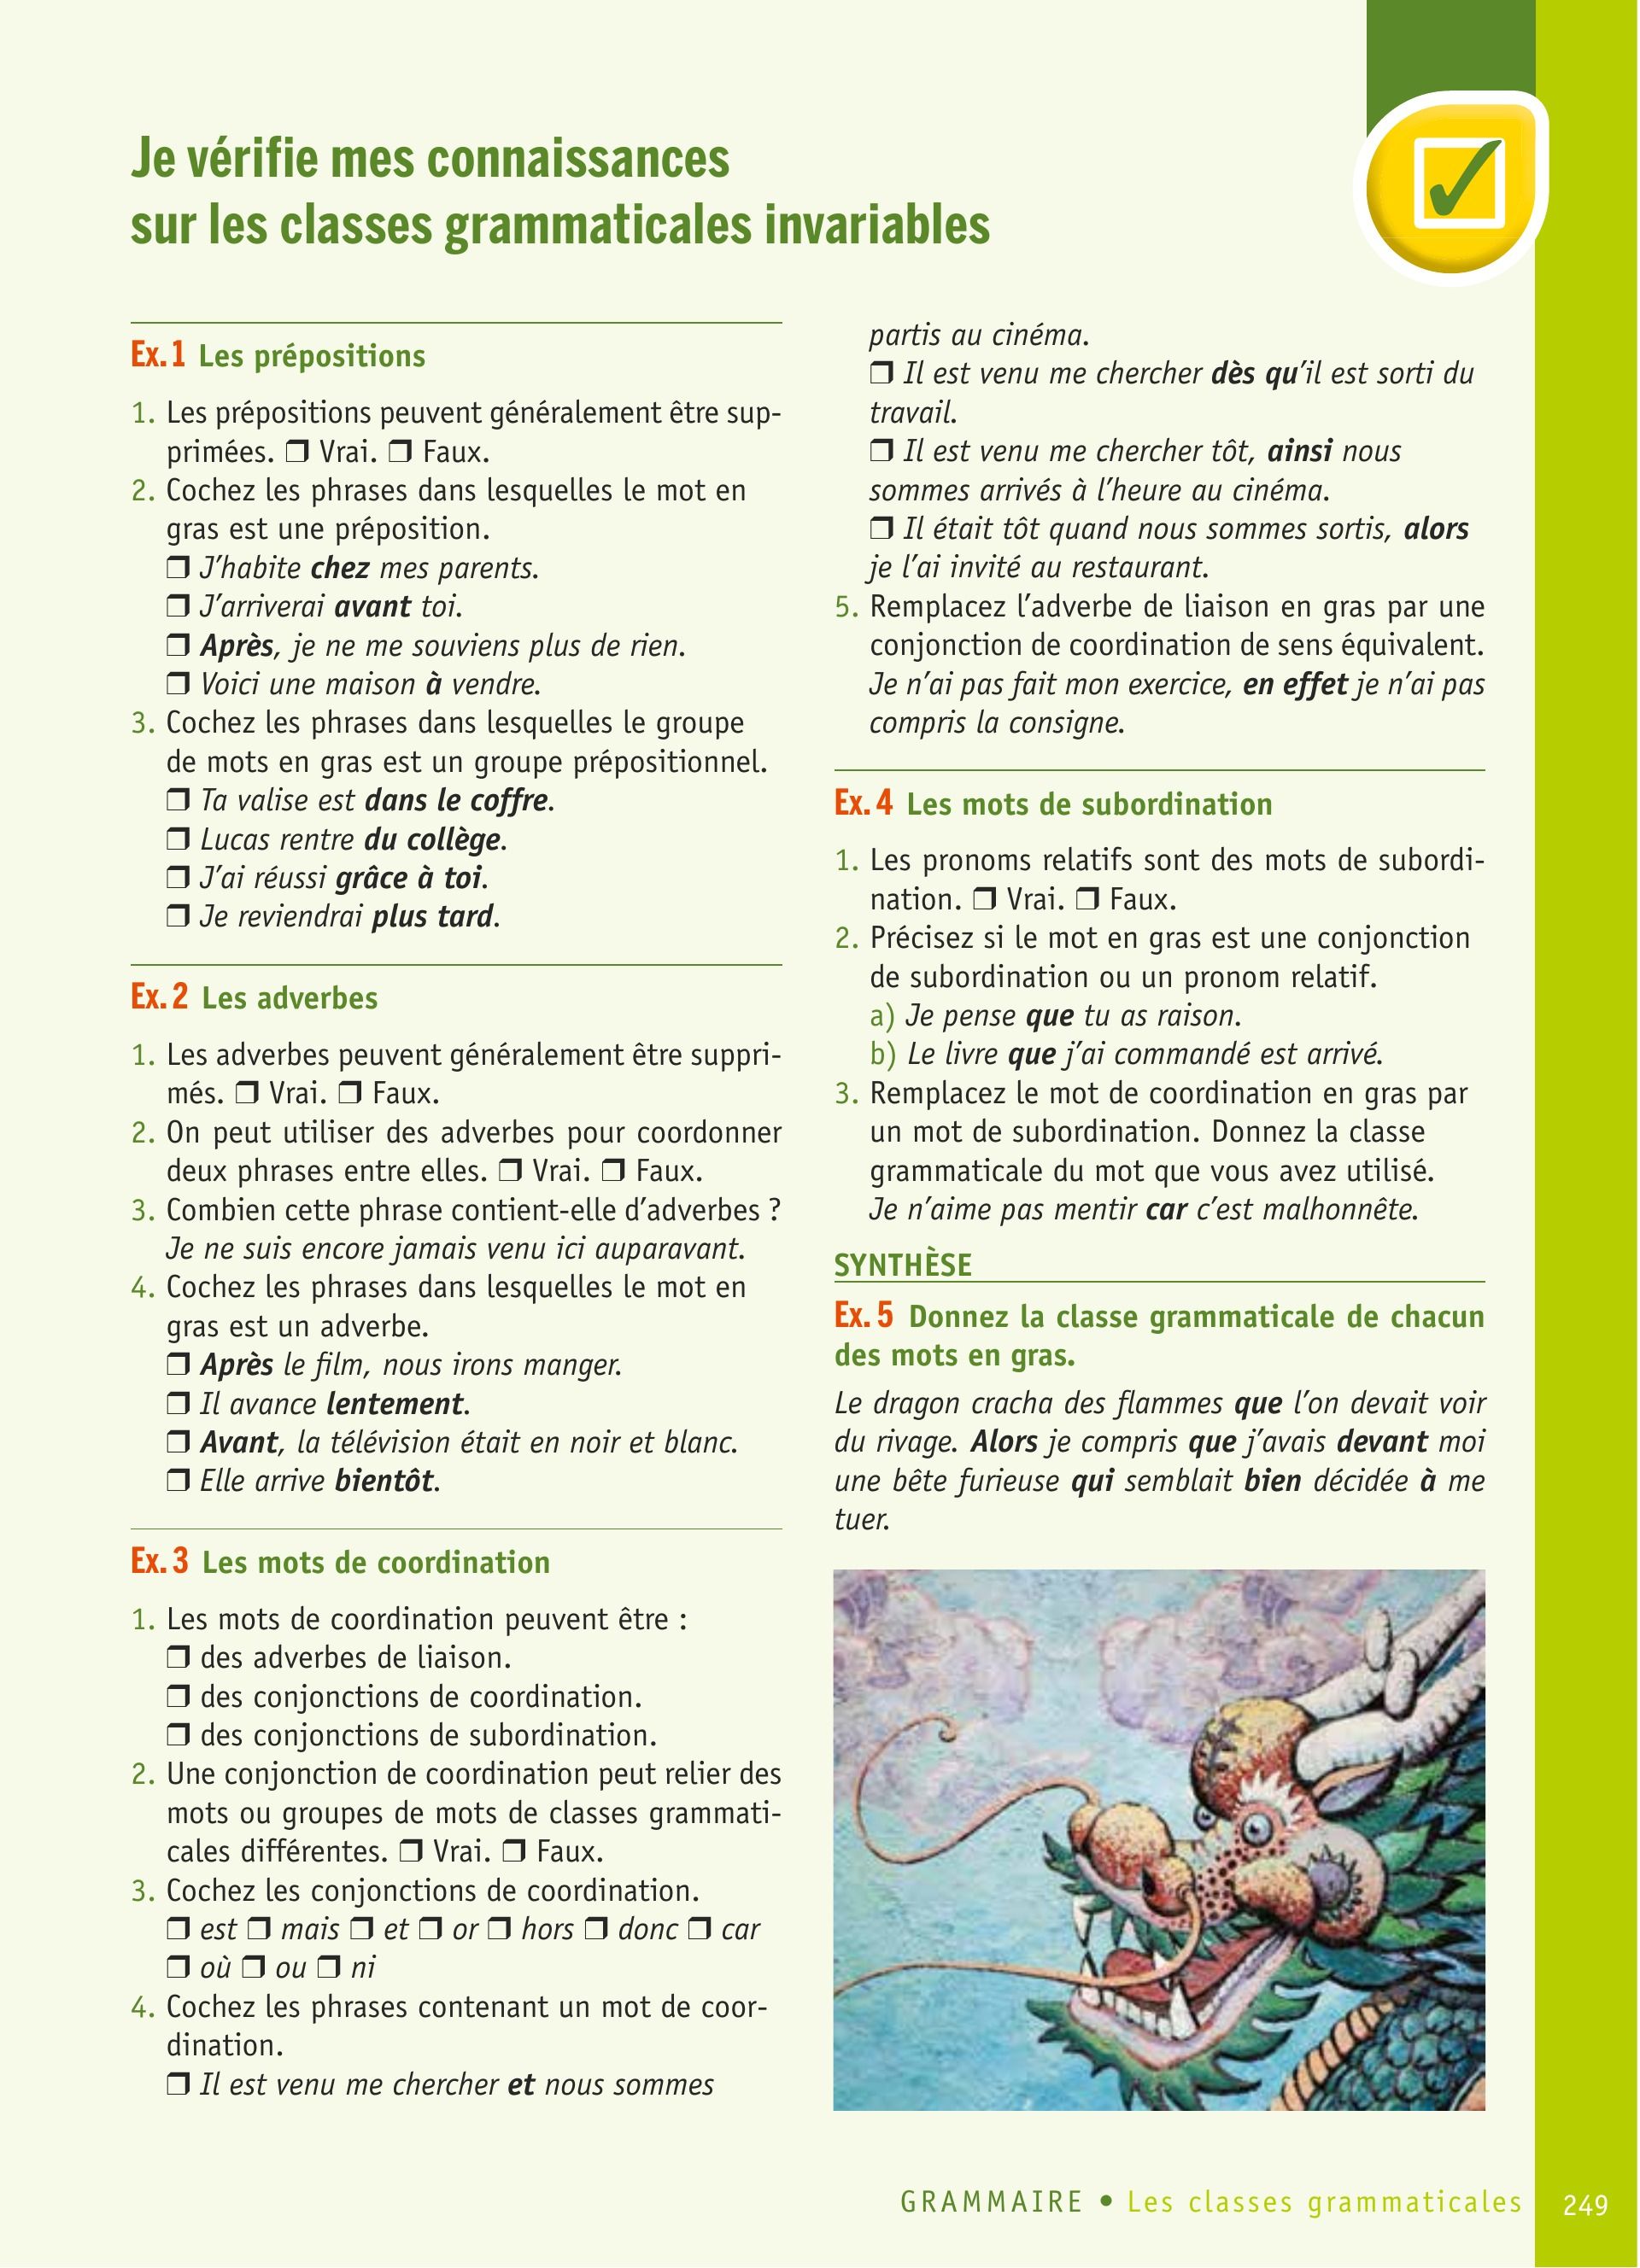 Je vérifie mes connaissances
sur les classes grammaticales invariables
Ex. 1 Les prépositions
1. Les prépositions peuvent généralement être sup-
primées. ❒ Vrai. ❒ Faux.
2. Cochez les phrases dans lesquelles le mot en
gras est une préposition.
❒ J’habite chez mes parents.
❒ J’arriverai avant toi.
❒ Après, je ne me souviens plus de rien.
❒ Voici une maison à vendre.
3. Cochez les phrases dans lesquelles le groupe
de mots en gras est un groupe prépositionnel.
❒ Ta valise est dans le coffre.
❒ Lucas rentre du collège.
❒ J’ai réussi grâce à toi.
❒ Je reviendrai plus tard.
Ex. 2 Les adverbes
1. Les adverbes peuvent généralement être suppri-
més. ❒ Vrai. ❒ Faux.
2. On peut utiliser des adverbes pour coordonner
deux phrases entre elles. ❒ Vrai. ❒ Faux.
3. Combien cette phrase contient-elle d’adverbes ?
Je ne suis encore jamais venu ici auparavant.
4. Cochez les phrases dans lesquelles le mot en
gras est un adverbe.
❒ Après le film, nous irons manger.
❒ Il avance lentement.
❒ Avant, la télévision était en noir et blanc.
❒ Elle arrive bientôt.
Ex. 3 Les mots de coordination
1. Les mots de coordination peuvent être :
❒ des adverbes de liaison.
❒ des conjonctions de coordination.
❒ des conjonctions de subordination.
2. Une conjonction de coordination peut relier des
mots ou groupes de mots de classes grammati-
cales différentes. ❒ Vrai. ❒ Faux.
3. Cochez les conjonctions de coordination.
❒ est ❒ mais ❒ et ❒ or ❒ hors ❒ donc ❒ car
❒ où ❒ ou ❒ ni
4. Cochez les phrases contenant un mot de coor-
dination.
❒ Il est venu me chercher et nous sommes
partis au cinéma.
❒ Il est venu me chercher dès qu’il est sorti du
travail.
❒ Il est venu me chercher tôt, ainsi nous
sommes arrivés à l’heure au cinéma.
❒ Il était tôt quand nous sommes sortis, alors
je l’ai invité au restaurant.
5. Remplacez l’adverbe de liaison en gras par une
conjonction de coordination de sens équivalent.
Je n’ai pas fait mon exercice, en effet je n’ai pas
compris la consigne.
Ex. 4 Les mots de subordination
1. Les pronoms relatifs sont des mots de subordi-
nation. ❒ Vrai. ❒ Faux.
2. Précisez si le mot en gras est une conjonction
de subordination ou un pronom relatif.
a) Je pense que tu as raison.
b) Le livre que j’ai commandé est arrivé.
3. Remplacez le mot de coordination en gras par
un mot de subordination. Donnez la classe
grammaticale du mot que vous avez utilisé.
Je n’aime pas mentir car c’est malhonnête.
SYNTHÈSE
Ex. 5 Donnez la classe grammaticale de chacun
des mots en gras.
Le dragon cracha des flammes que l’on devait voir
du rivage. Alors je compris que j’avais devant moi
une bête furieuse qui semblait bien décidée à me
tuer.
GRAMMAIRE • Les classes grammaticales 249